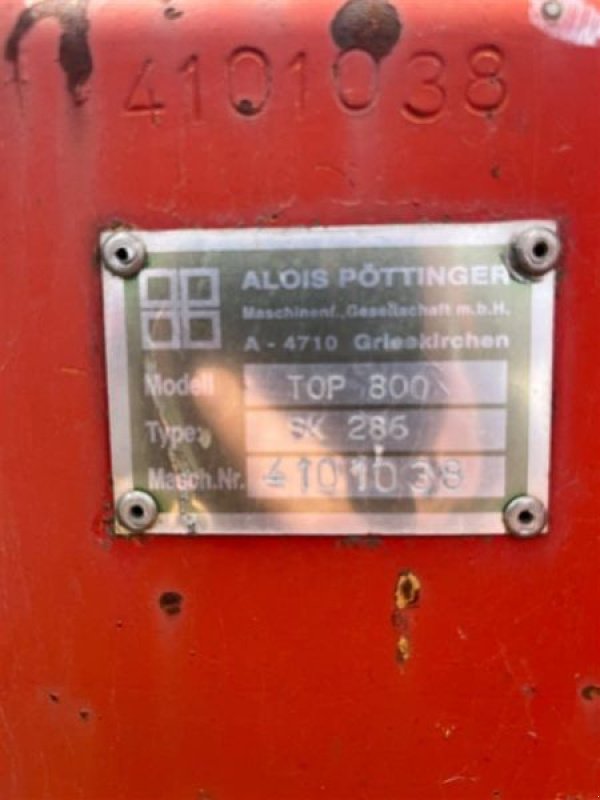 4101038
ALOIS PÖTTINGER
Maschinenf., Gesellschaft m.b.H.
A - 4710 Grieskirchen
Modell TOP 800
Type: SK 286
Masch.Nr. 4101038